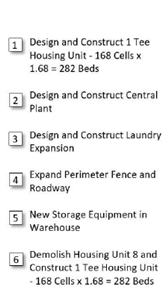 1 Design and Construct 1 Tee
Housing Unit - 168 Cells x
1.68 = 282 Beds
2 Design and Construct Central
Plant
3 Design and Construct Laundry
Expansion
4 Expand Perimeter Fence and
Roadway
5 New Storage Equipment in
Warehouse
6 Demolish Housing Unit 8 and
Construct 1 Tee Housing Unit
- 168 Cells x 1.68 = 282 Beds